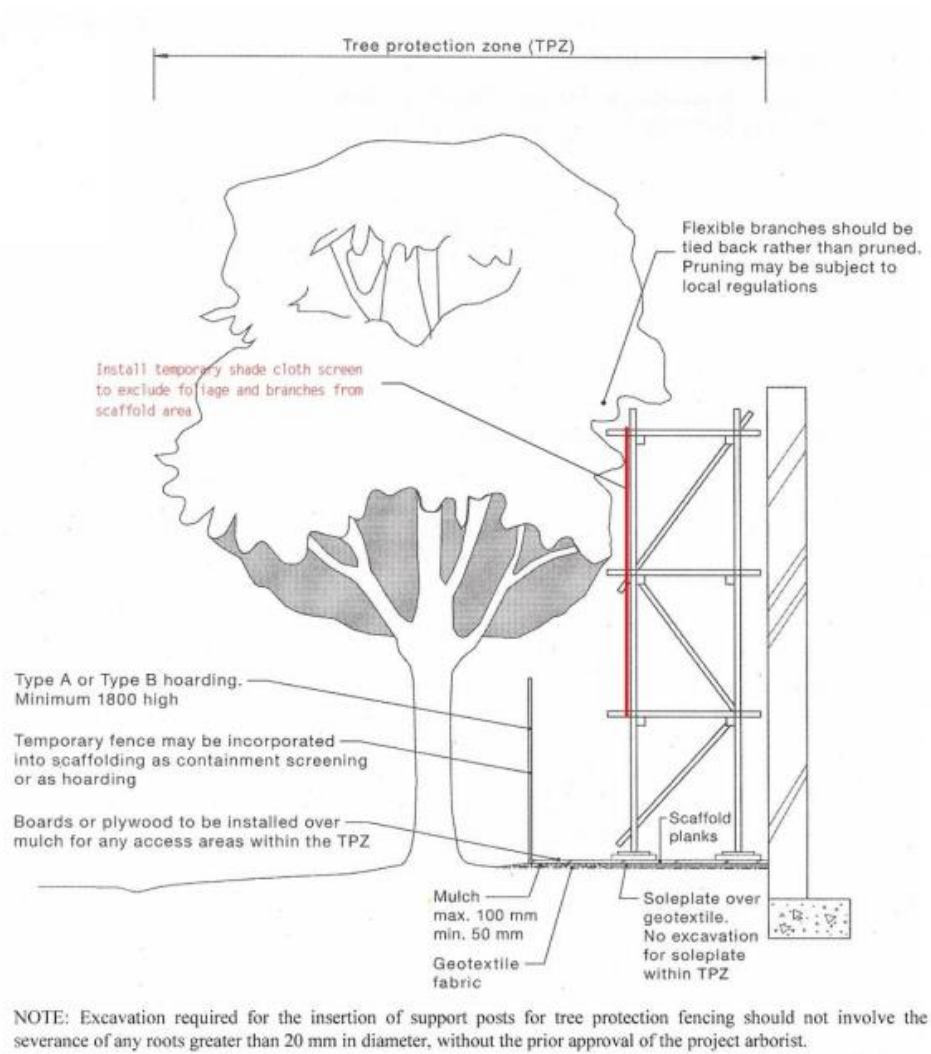 Tree protection zone (TPZ)
Flexible branches should be
tied back rather than pruned.
Pruning may be subject to
local regulations
Install temporary shade cloth screen
to exclude foliage and branches from
scaffold area
Type A or Type B hoarding.
Minimum 1800 high
Temporary fence may be incorporated
into scaffolding as containment screening
or as hoarding
Boards or plywood to be installed over
mulch for any access areas within the TPZ
Scaffold
planks
Mulch
max. 100 mm
min. 50 mm
Geotextile
fabric
Soleplate over
geotextile.
No excavation
for soleplate
within TPZ
NOTE: Excavation required for the insertion of support posts for tree protection fencing should not involve the
severance of any roots greater than 20 mm in diameter, without the prior approval of the project arborist.